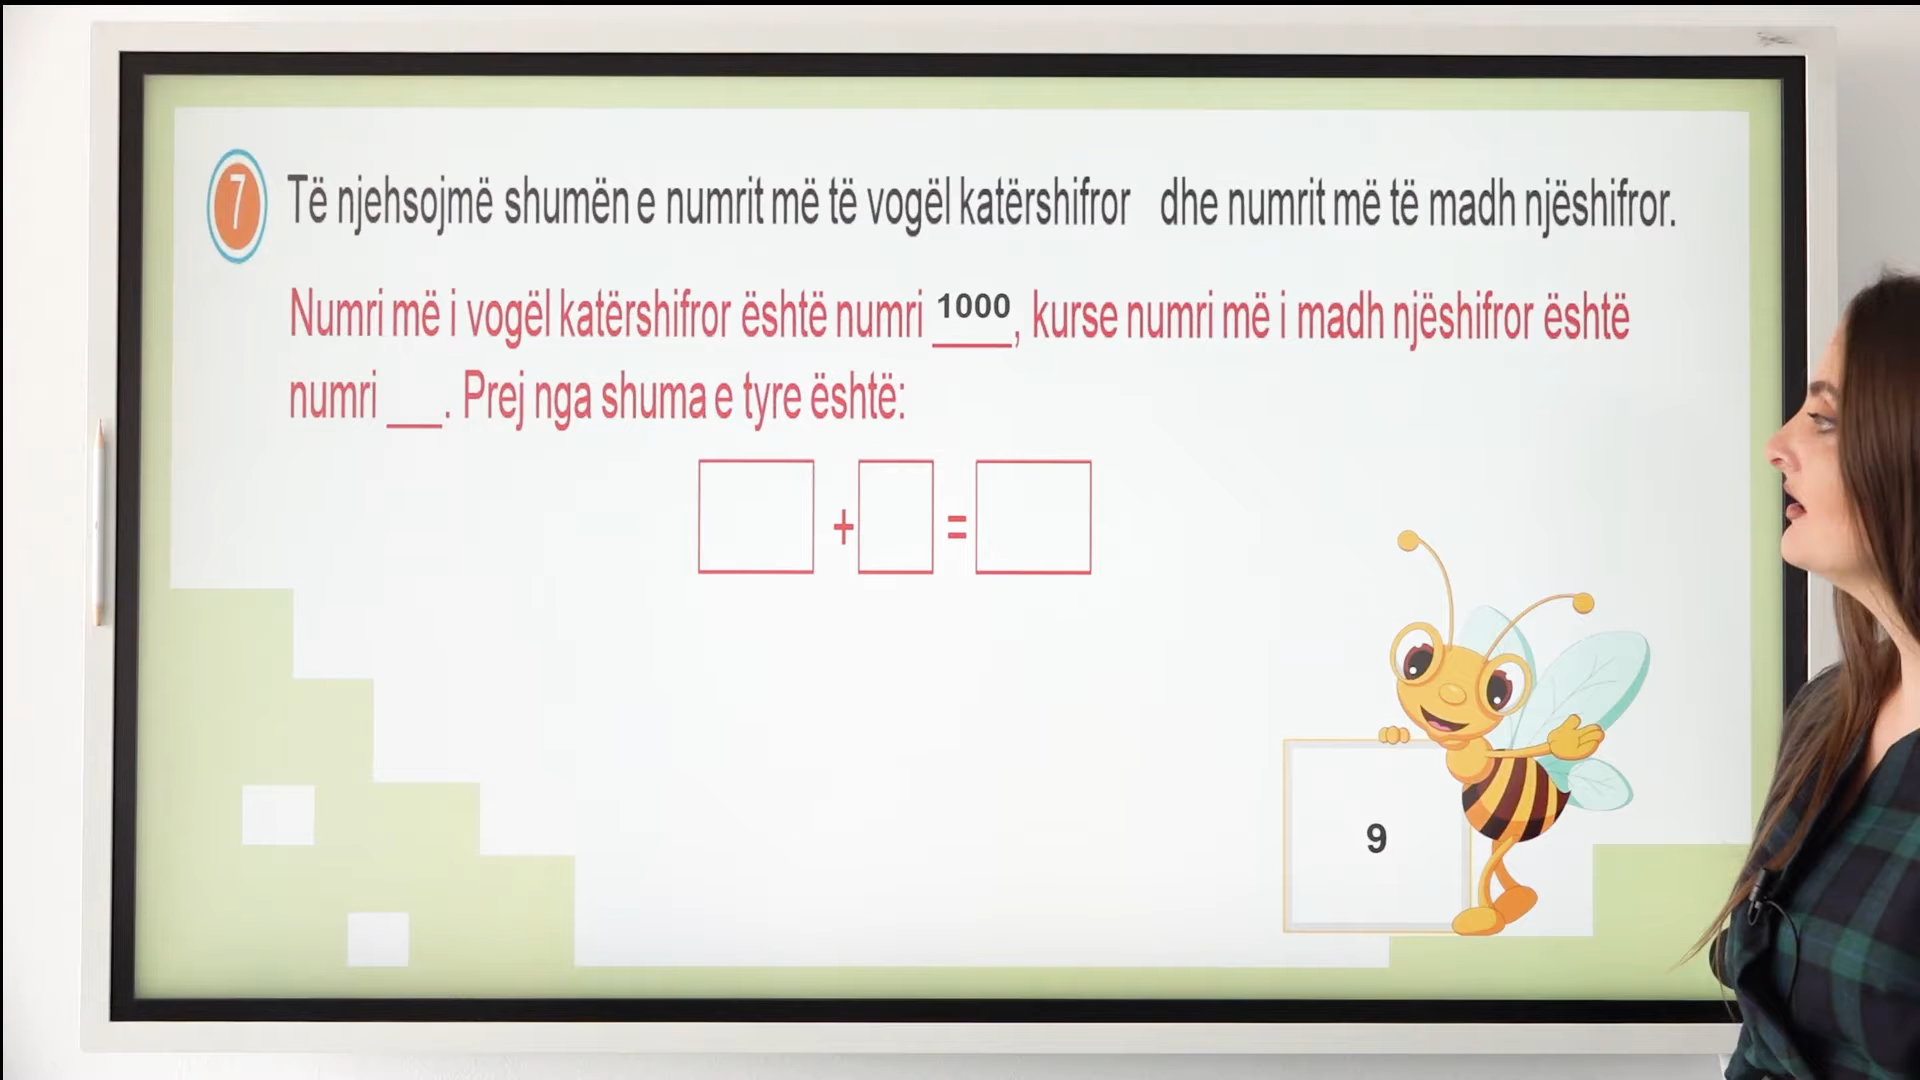 7 Të njehsojmë shumën e numrit më të vogël katërshifror dhe numrit më të madh njëshifror.
Numri më i vogël katërshifror është numri 1000, kurse numri më i madh njëshifror është
numri ___. Prej nga shuma e tyre është:
+ =
9